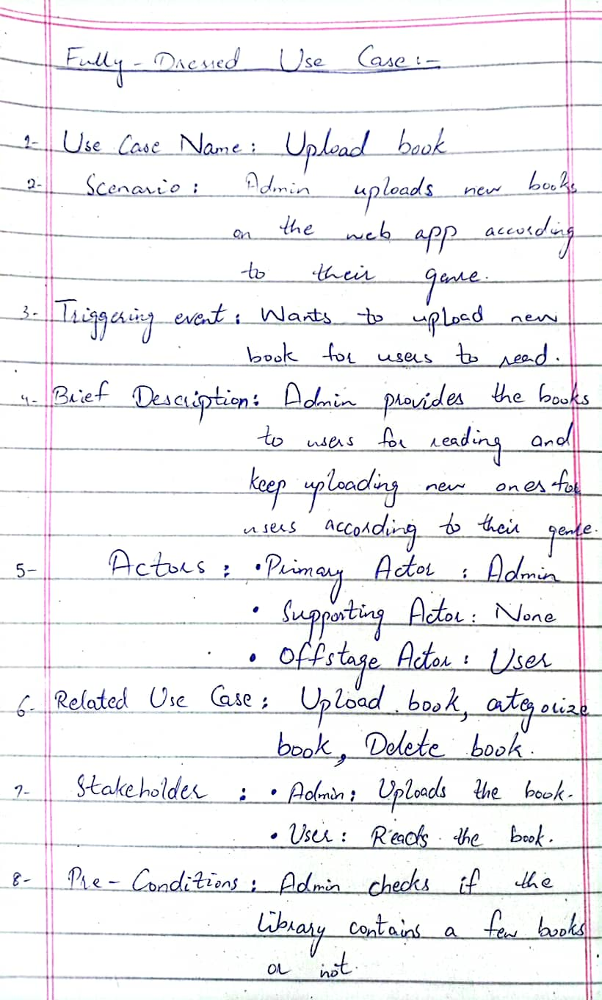 Fully-Dressed Use Case:-
1- Use Case Name: Upload book
2- Scenario: Admin uploads new books
on the web app according
to their genre.
3- Triggering event: Wants to upload new
book for users to read.
4- Brief Description: Admin provides the books
to users for reading and
keep uploading new ones for
users according to their genre.
5- Actors: • Primary Actor : Admin
• Supporting Actor: None
• Offstage Actor: User
6- Related Use Case: Upload book, categorize
book, Delete book.
7- Stakeholder : • Admin: Uploads the book.
• User: Reads the book.
8- Pre-Conditions: Admin checks if the
library contains a few books
or not.